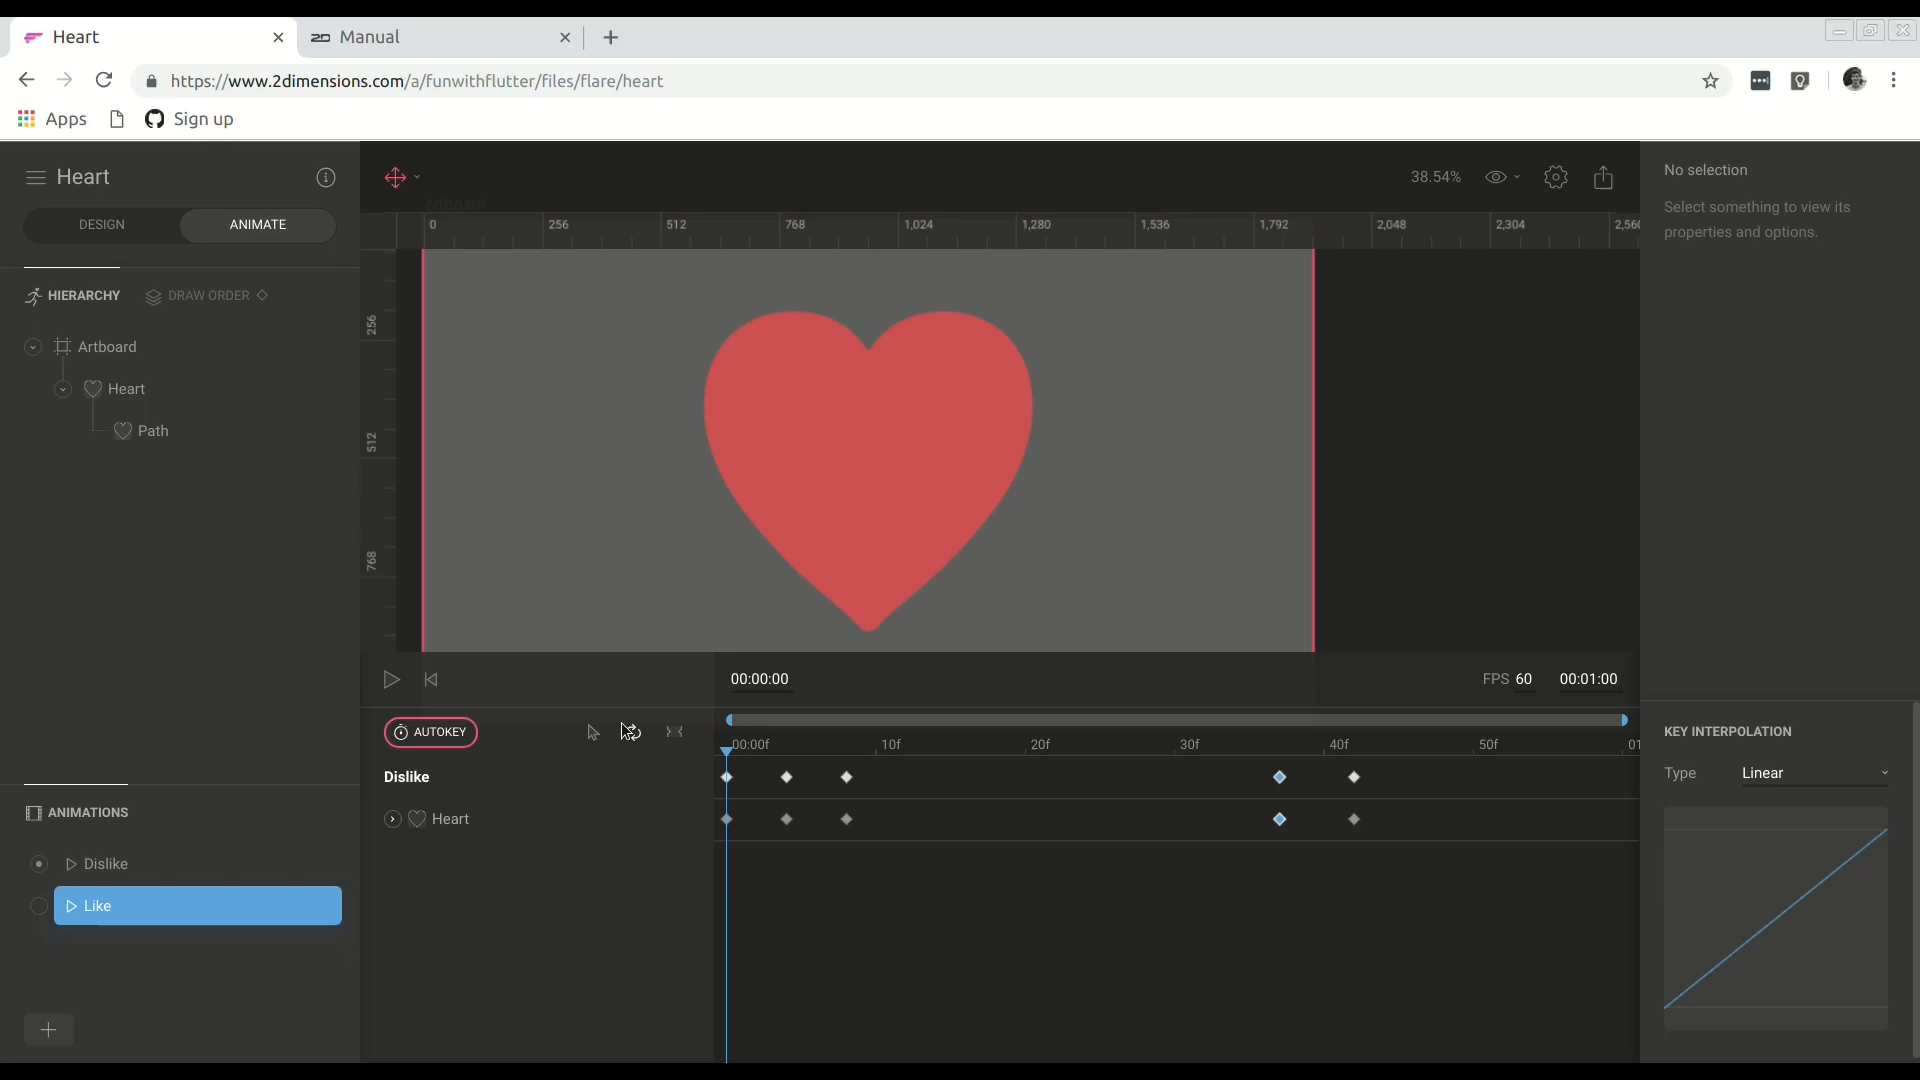 Heart
Manual
https://www.2dimensions.com/a/funwithflutter/files/flare/heart
Apps
Sign up
Heart
DESIGN
ANIMATE
HIERARCHY
DRAW ORDER
Artboard
Heart
Path
Artboard
38.54%
0 256 512 768 1,024 1,280 1,536 1,792 2,048 2,304 2,560
256
512
768
No selection
Select something to view its
properties and options.
00:00:00
FPS 60
00:01:00
AUTOKEY
00:00f 10f 20f 30f 40f 50f 01
Dislike
Heart
ANIMATIONS
Dislike
Like
KEY INTERPOLATION
Type Linear